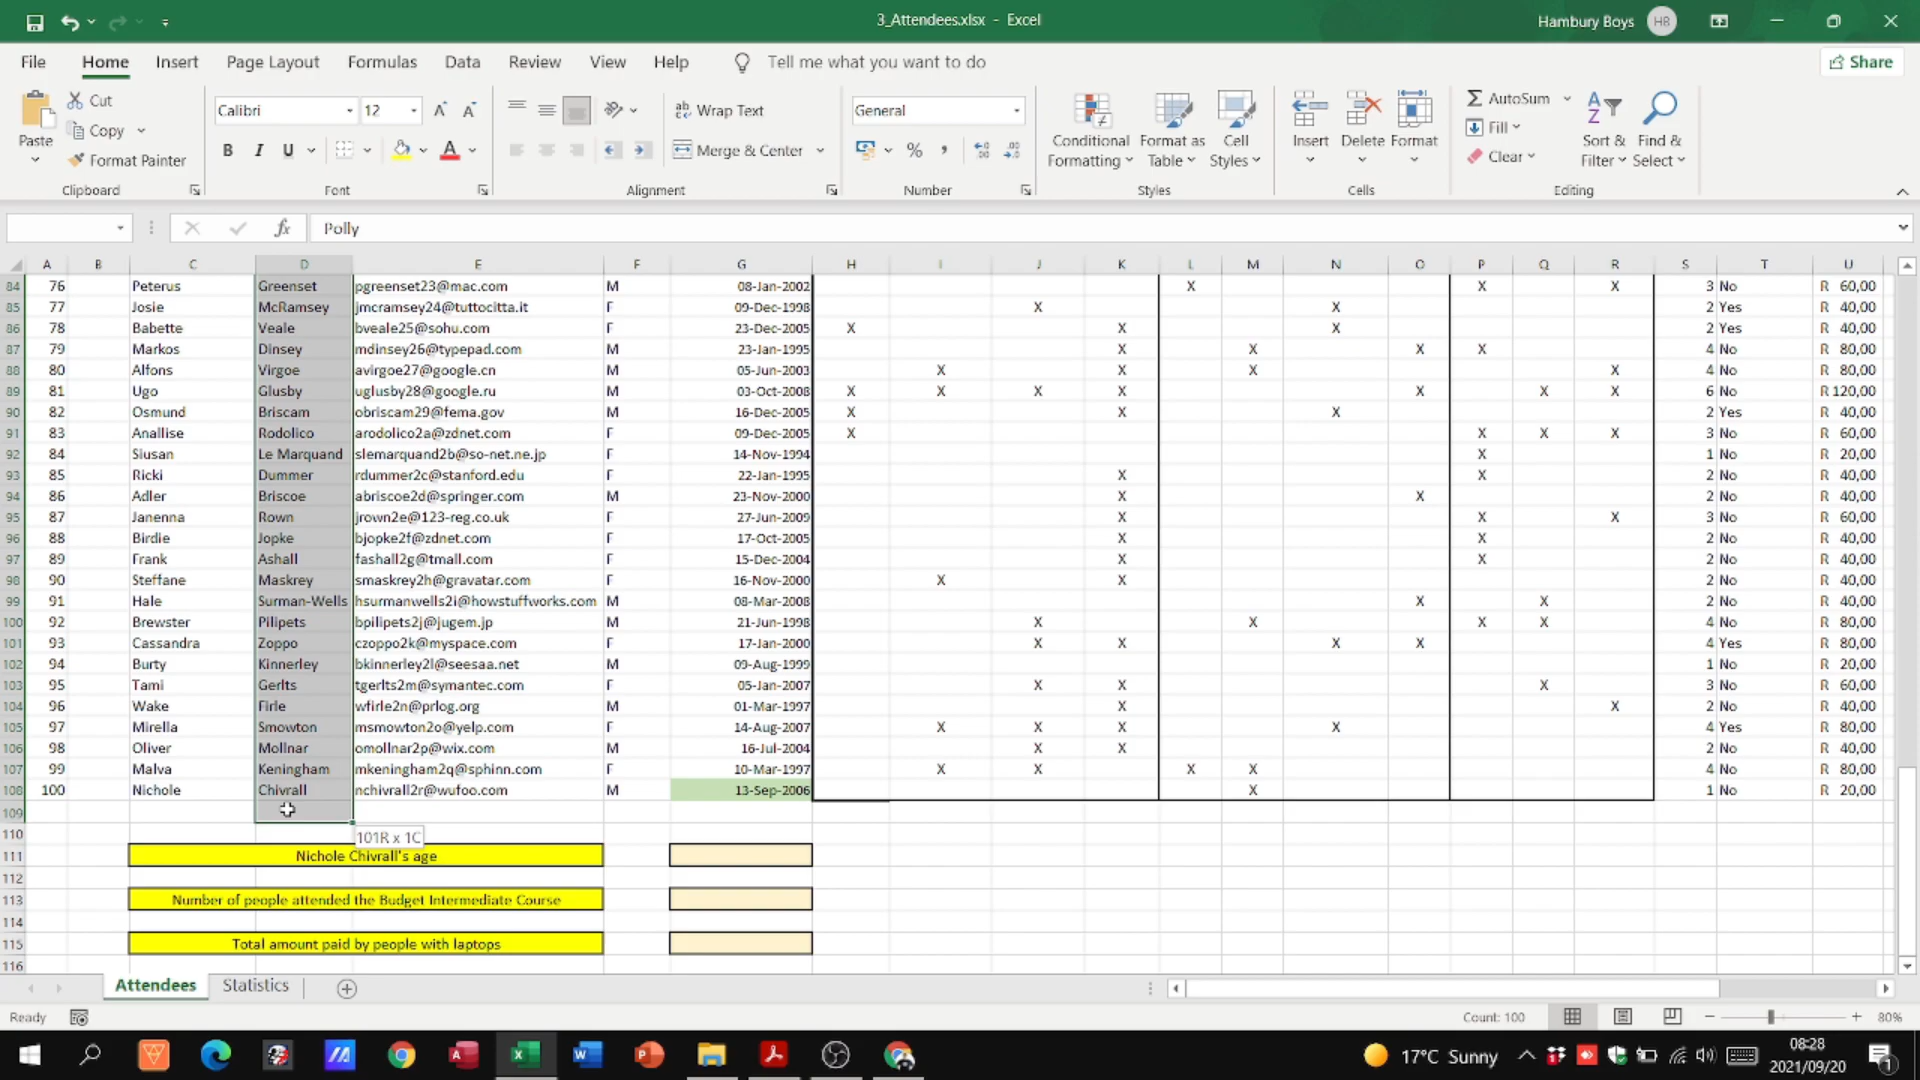 3_Attendees.xlsx - Excel
Hambury Boys HB
File Home Insert Page Layout Formulas Data Review View Help Tell me what you want to do Share
Paste Cut Copy Format Painter Clipboard
Calibri 12 B I U Font
Wrap Text Merge & Center Alignment
General % Number
Conditional Formatting Format as Table Cell Styles Styles
Insert Delete Format Cells
AutoSum Fill Clear Sort & Filter Find & Select Editing
fx Polly
A B C D E F G H I J K L M N O P Q R S T U
84 76 Peterus Greenset pgreenset23@mac.com M 08-Jan-2002 X X X 3 No R 60,00
85 77 Josie McRamsey jmcramsey24@tuttocitta.it F 09-Dec-1998 X X 2 Yes R 40,00
86 78 Babette Veale bveale25@sohu.com M 23-Dec-2005 X X X 2 Yes R 40,00
87 79 Markos Dinsey mdinsey26@typepad.com M 23-Jan-1995 X X X X 4 No R 80,00
88 80 Alfons Virgoe avirgoe27@google.cn M 05-Jun-2003 X X X X 4 No R 80,00
89 81 Ugo Glusby uglusby28@google.ru M 03-Oct-2008 X X X X X X X 6 No R 120,00
90 82 Osmund Briscam obriscam29@fema.gov M 16-Dec-2005 X X X 2 Yes R 40,00
91 83 Anallise Rodolico arodolico2a@zdnet.com F 09-Dec-2005 X X X X 3 No R 60,00
92 84 Siusan Le Marquand slemarquand2b@so-net.ne.jp F 14-Nov-1994 X 1 No R 20,00
93 85 Ricki Dummer rdummer2c@stanford.edu F 22-Jan-1995 X X 2 No R 40,00
94 86 Adler Briscoe abriscoe2d@springer.com M 23-Nov-2000 X X 2 No R 40,00
95 87 Janenna Rown jrown2e@123-reg.co.uk F 27-Jun-2009 X X X 3 No R 60,00
96 88 Birdie Jopke bjopke2f@zdnet.com F 17-Oct-2005 X X 2 No R 40,00
97 89 Frank Ashall fashall2g@tmall.com F 15-Dec-2004 X X 2 No R 40,00
98 90 Steffane Maskrey smaskrey2h@gravatar.com F 16-Nov-2000 X X 2 No R 40,00
99 91 Hale Surman-Wells hsurmanwells2i@howstuffworks.com M 08-Mar-2008 X X 2 No R 40,00
100 92 Brewster Pilipets bpilipets2j@jugem.jp M 21-Jun-1998 X X X X 4 No R 80,00
101 93 Cassandra Zoppo czoppo2k@myspace.com F 17-Jan-2000 X X X X 4 Yes R 80,00
102 94 Burty Kinnerley bkinnerley2l@seesaa.net M 09-Aug-1999 1 No R 20,00
103 95 Tami Gerlts tgerlts2m@symantec.com F 05-Jan-2007 X X X 3 No R 60,00
104 96 Wake Firle wfirle2n@prlog.org M 01-Mar-1997 X X 2 No R 40,00
105 97 Mirella Smowton msmowton2o@yelp.com F 14-Aug-2007 X X X X 4 Yes R 80,00
106 98 Oliver Mollnar omollnar2p@wix.com M 16-Jul-2004 X X 2 No R 40,00
107 99 Malva Keningham mkeningham2q@sphinn.com F 10-Mar-1997 X X X X 4 No R 80,00
108 100 Nichole Chivrall nchivrall2r@wufoo.com M 13-Sep-2006 X 1 No R 20,00
109
110 101R x 1C
111 Nichole Chivrall's age
112
113 Number of people attended the Budget Intermediate Course
114
115 Total amount paid by people with laptops
116
Attendees Statistics
Ready Count: 100 80%
17°C Sunny 08:28
2021/09/20 1